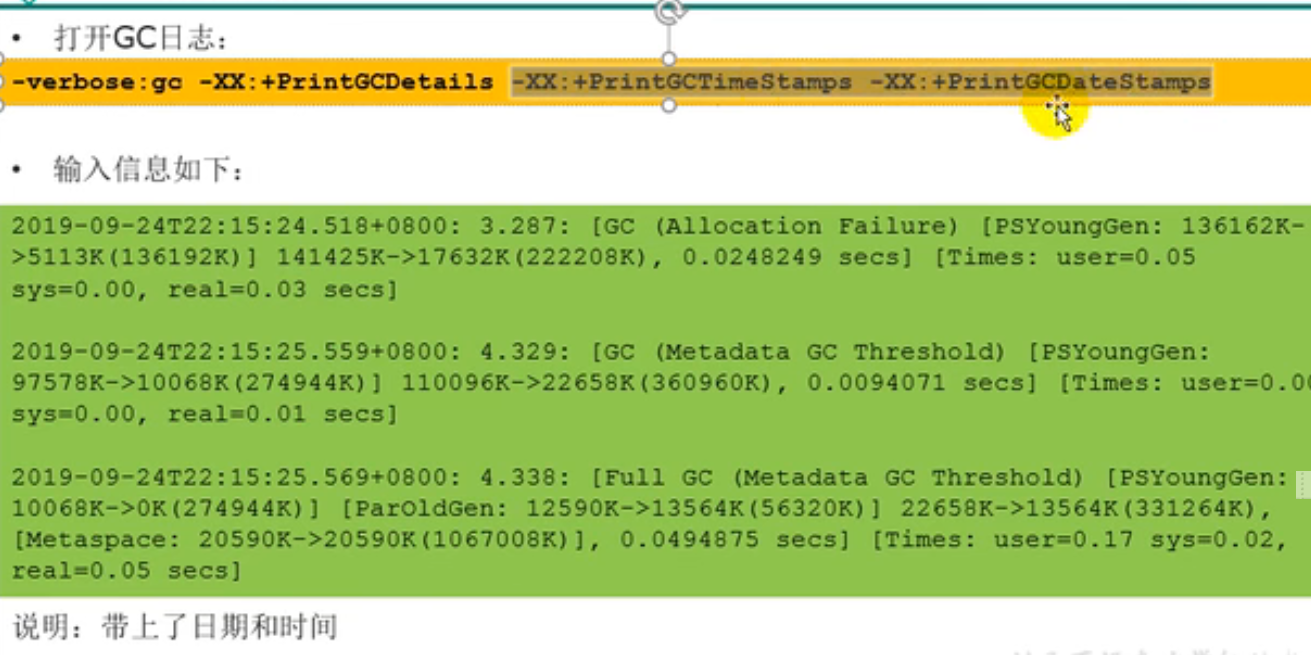 • 打开GC日志：
-verbose:gc -XX:+PrintGCDetails -XX:+PrintGCTimeStamps -XX:+PrintGCDateStamps
• 输入信息如下：
2019-09-24T22:15:24.518+0800: 3.287: [GC (Allocation Failure) [PSYoungGen: 136162K-
>5113K(136192K)] 141425K->17632K(222208K), 0.0248249 secs] [Times: user=0.05
sys=0.00, real=0.03 secs]
2019-09-24T22:15:25.559+0800: 4.329: [GC (Metadata GC Threshold) [PSYoungGen:
97578K->10068K(274944K)] 110096K->22658K(360960K), 0.0094071 secs] [Times: user=0.00
sys=0.00, real=0.01 secs]
2019-09-24T22:15:25.569+0800: 4.338: [Full GC (Metadata GC Threshold) [PSYoungGen:
10068K->0K(274944K)] [ParOldGen: 12590K->13564K(56320K)] 22658K->13564K(331264K),
[Metaspace: 20590K->20590K(1067008K)], 0.0494875 secs] [Times: user=0.17 sys=0.02,
real=0.05 secs]
说明：带上了日期和时间